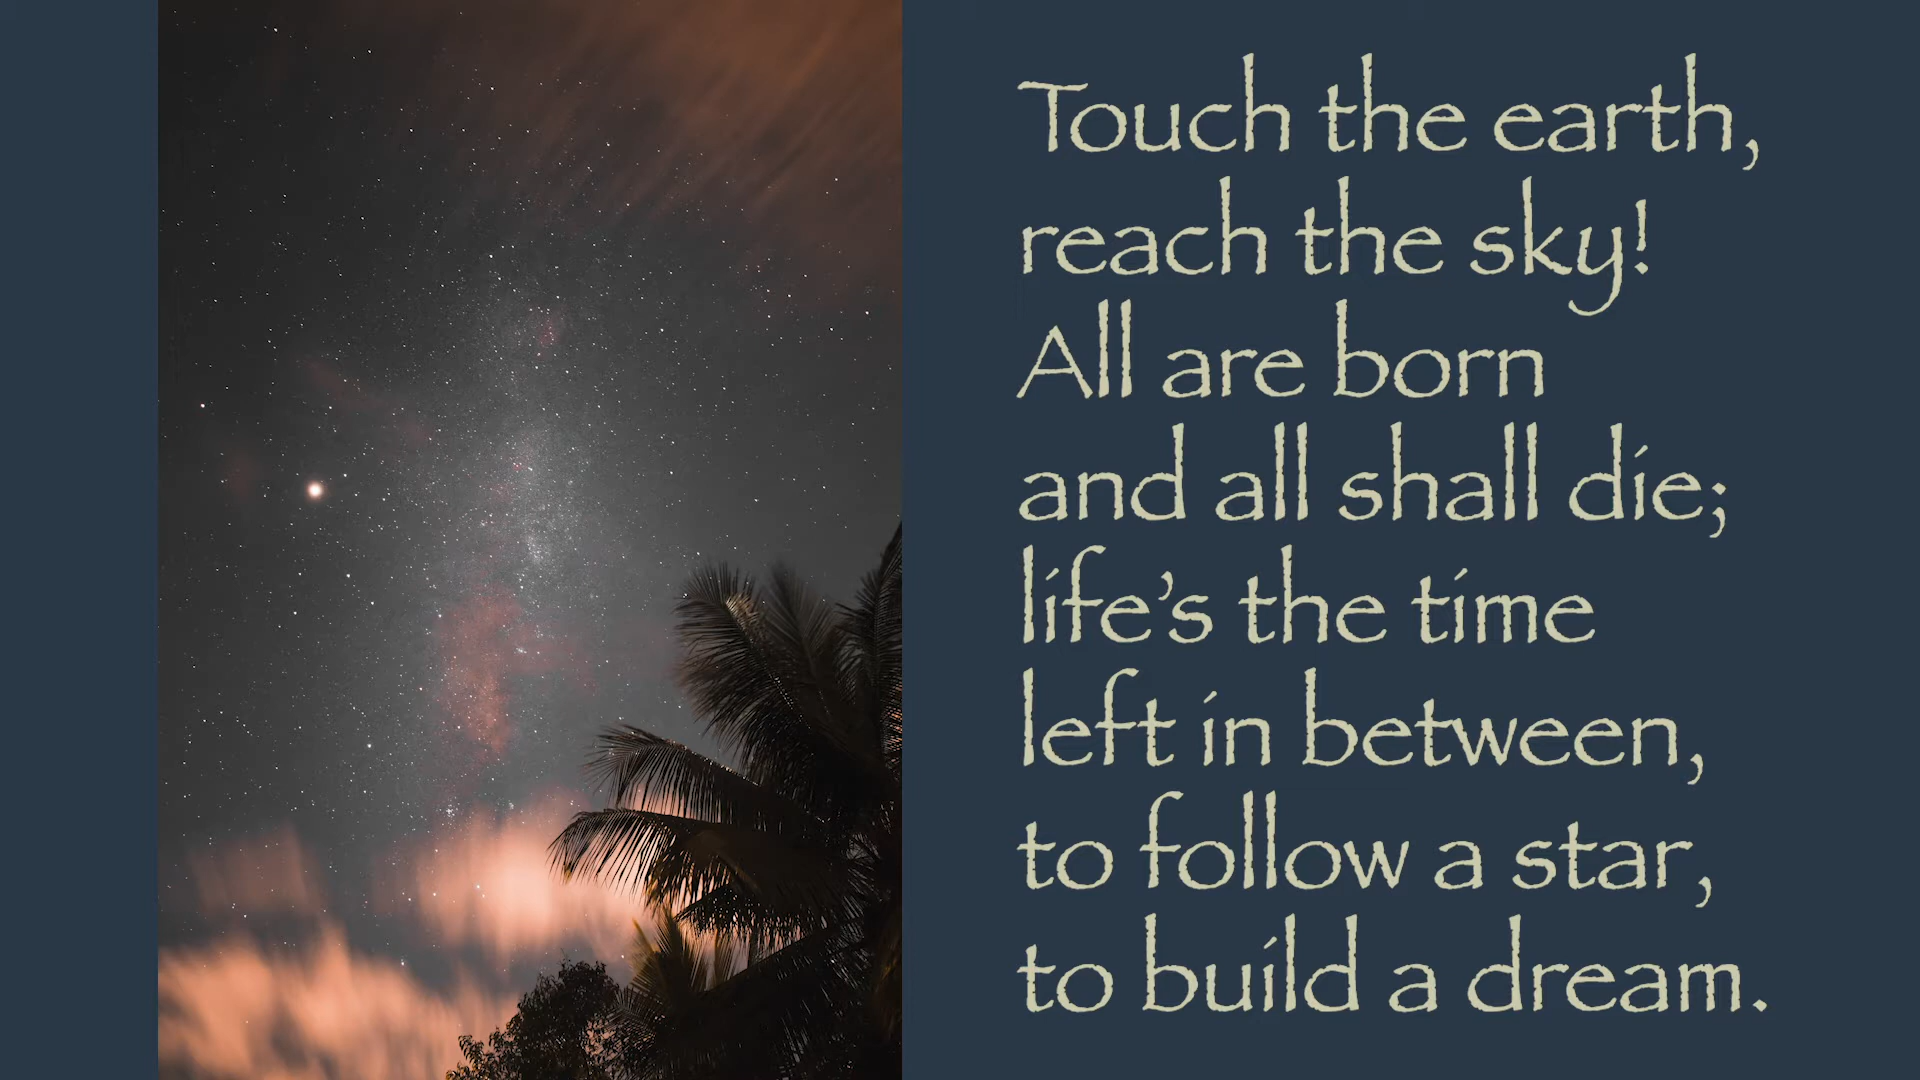 Touch the earth,
reach the sky!
All are born
and all shall die;
life’s the time
left in between,
to follow a star,
to build a dream.